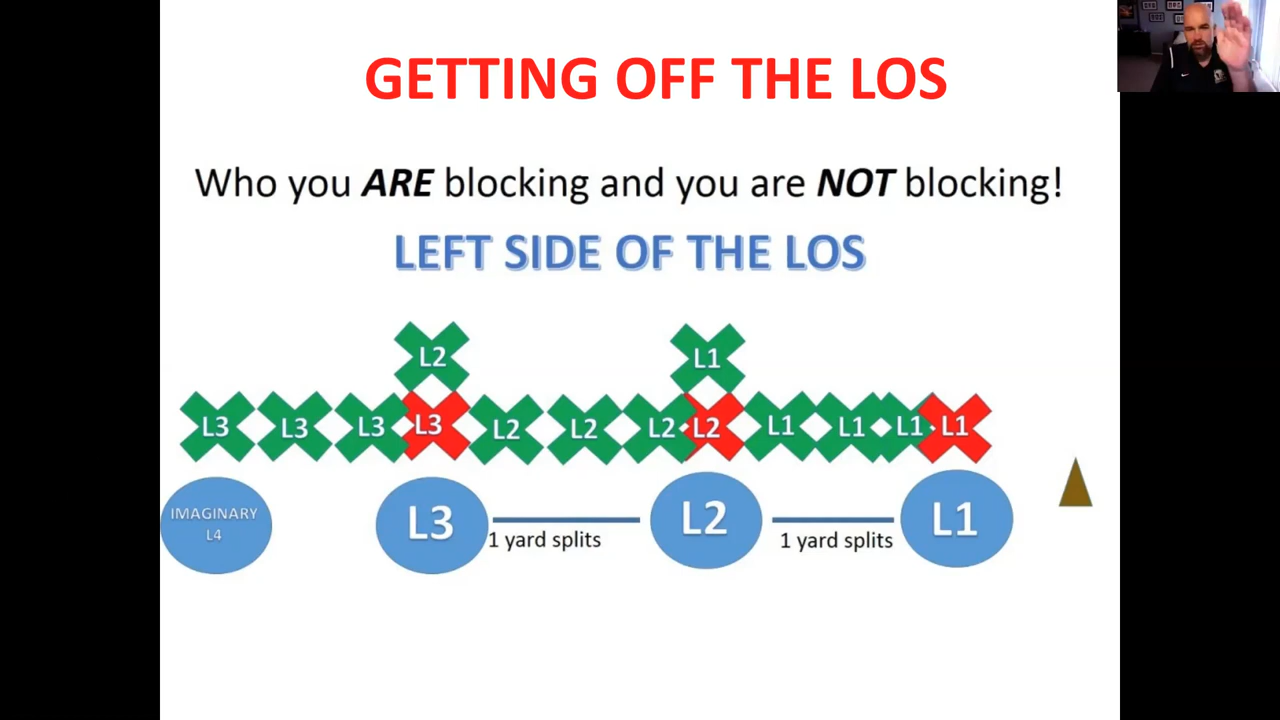 GETTING OFF THE LOS
Who you ARE blocking and you are NOT blocking!
LEFT SIDE OF THE LOS
L2 L1
L3 L3 L3 L3 L2 L2 L2 L2 L1 L1 L1 L1
IMAGINARY
L4
L3 L2 L1
1 yard splits 1 yard splits